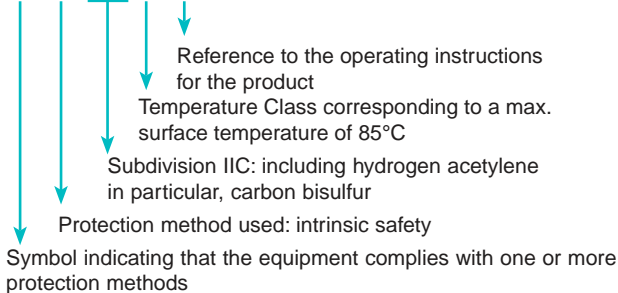 Reference to the operating instructions
for the product
Temperature Class corresponding to a max.
surface temperature of 85°C
Subdivision IIC: including hydrogen acetylene
in particular, carbon bisulfur
Protection method used: intrinsic safety
Symbol indicating that the equipment complies with one or more
protection methods